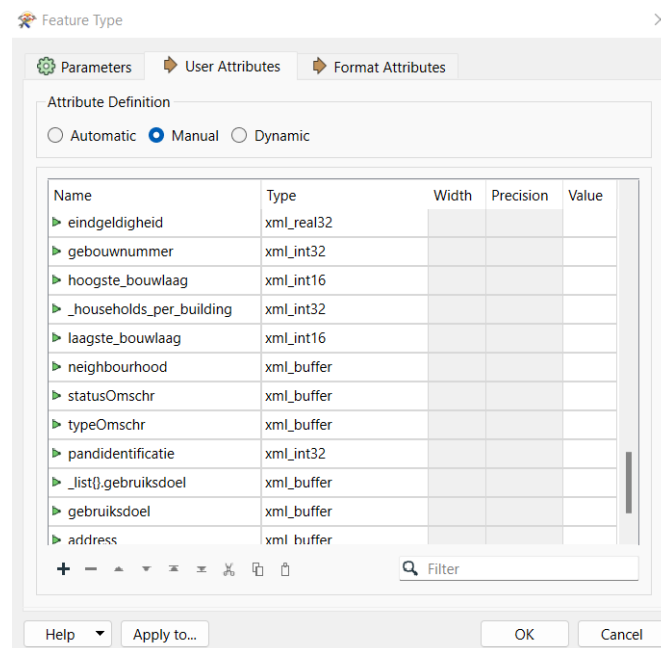 Feature Type
Parameters User Attributes Format Attributes
Attribute Definition
Automatic Manual Dynamic
Name Type Width Precision Value
eindgeldigheid xml_real32
gebouwnummer xml_int32
hoogste_bouwlaag xml_int16
_households_per_building xml_int32
laagste_bouwlaag xml_int16
neighbourhood xml_buffer
statusOmschr xml_buffer
typeOmschr xml_buffer
pandidentificatie xml_int32
_list{}.gebruiksdoel xml_buffer
gebruiksdoel xml_buffer
address xml_buffer
Filter
Help Apply to... OK Cancel